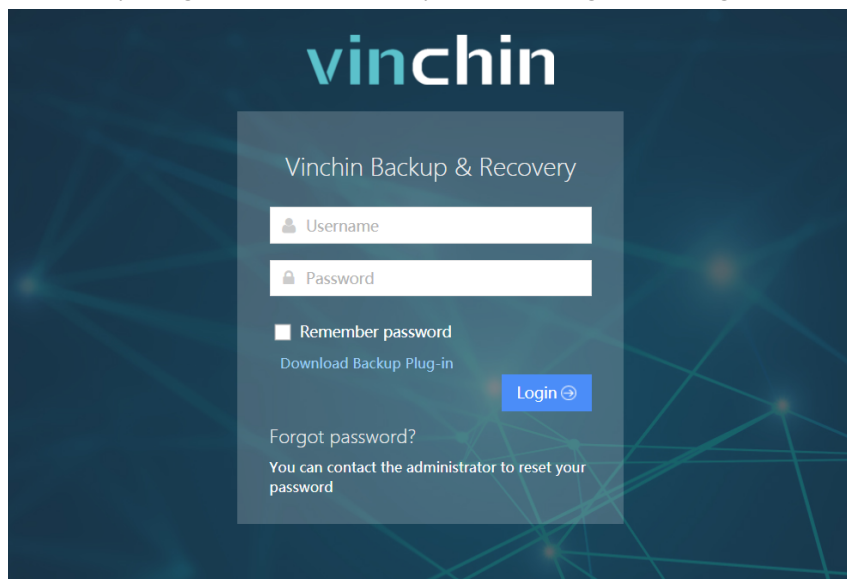 vinchin
Vinchin Backup & Recovery
Username
Password
Remember password
Download Backup Plug-in
Login
Forgot password?
You can contact the administrator to reset your
password